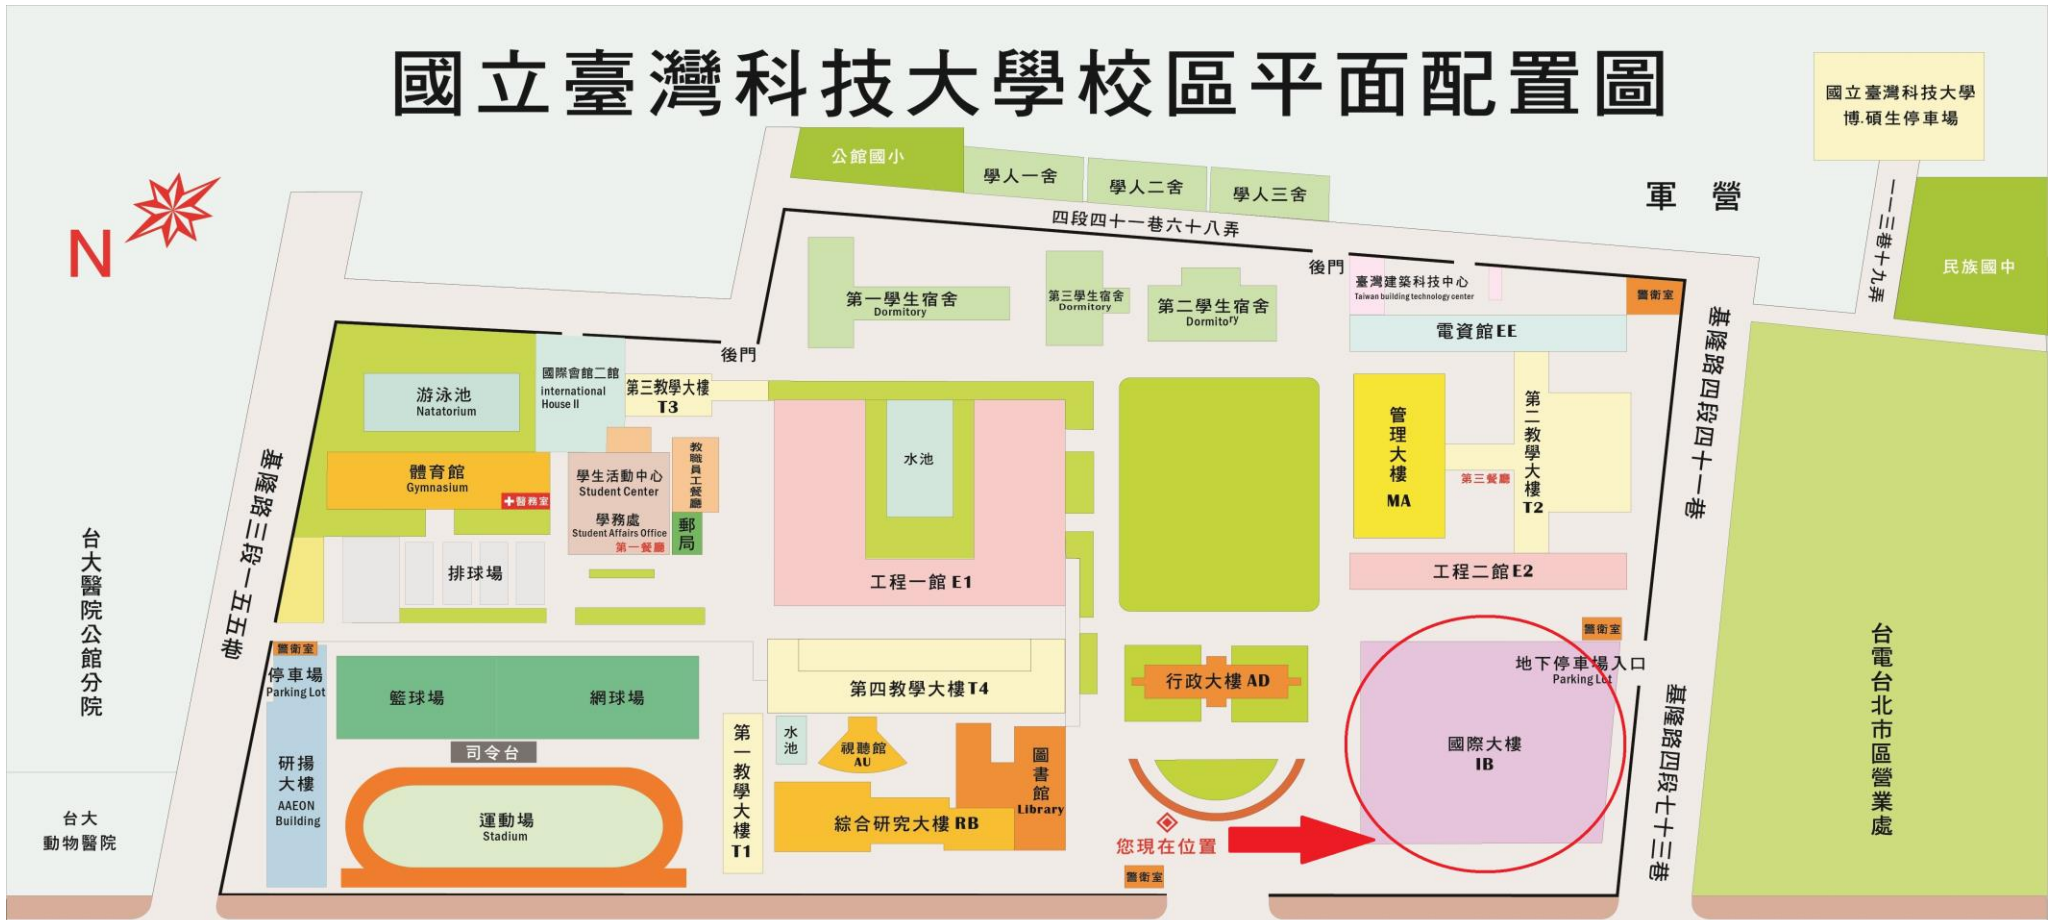 國立臺灣科技大學校區平面配置圖
國立臺灣科技大學
博.碩生停車場
公館國小
學人一舍
學人二舍
學人三舍
軍 營
一一三巷十九弄
民族國中
N
四段四十一巷六十八弄
後門
臺灣建築科技中心
Taiwan building technology center
警衛室
第一學生宿舍
Dormitory
第三學生宿舍
Dormitory
第二學生宿舍
Dormitory
電資館 EE
基隆路四段四十一巷
後門
游泳池
Natatorium
國際會館二館
international
House II
第三教學大樓
T3
水池
管理大樓
MA
第二教學大樓 T2
第三餐廳
體育館
Gymnasium
醫務室
學生活動中心
Student Center
學務處
Student Affairs Office
第一餐廳
教職員工餐廳
郵局
基隆路三段一五五巷
台大醫院公館分院
排球場
工程一館 E1
工程二館 E2
警衛室
停車場
Parking Lot
籃球場
網球場
第四教學大樓 T4
行政大樓 AD
警衛室
地下停車場入口
Parking Lot
台電台北市區營業處
司令台
研揚
大樓
AAEON
Building
運動場
Stadium
第一教學大樓 T1
水池
視聽館
AU
圖書館
Library
綜合研究大樓 RB
國際大樓
IB
基隆路四段七十三巷
台大
動物醫院
您現在位置
警衛室